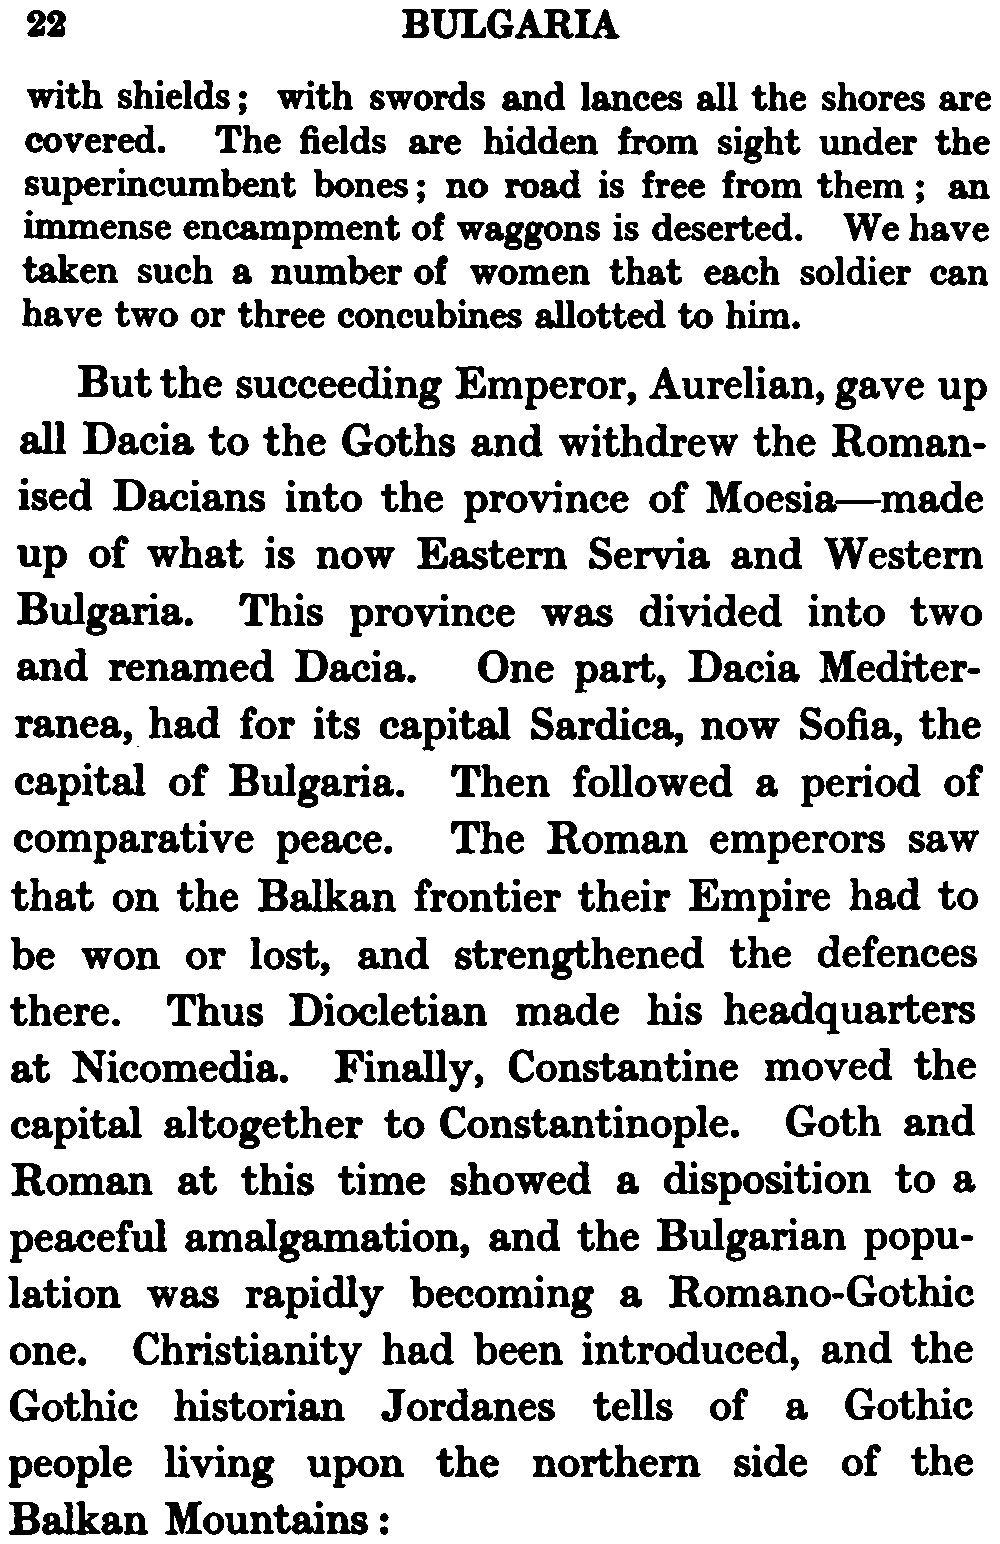 22 BULGARIA
with shields; with swords and lances all the shores are
covered. The fields are hidden from sight under the
superincumbent bones; no road is free from them; an
immense encampment of waggons is deserted. We have
taken such a number of women that each soldier can
have two or three concubines allotted to him.
But the succeeding Emperor, Aurelian, gave up
all Dacia to the Goths and withdrew the Roman-
ised Dacians into the province of Moesia—made
up of what is now Eastern Servia and Western
Bulgaria. This province was divided into two
and renamed Dacia. One part, Dacia Mediter-
ranea, had for its capital Sardica, now Sofia, the
capital of Bulgaria. Then followed a period of
comparative peace. The Roman emperors saw
that on the Balkan frontier their Empire had to
be won or lost, and strengthened the defences
there. Thus Diocletian made his headquarters
at Nicomedia. Finally, Constantine moved the
capital altogether to Constantinople. Goth and
Roman at this time showed a disposition to a
peaceful amalgamation, and the Bulgarian popu-
lation was rapidly becoming a Romano-Gothic
one. Christianity had been introduced, and the
Gothic historian Jordanes tells of a Gothic
people living upon the northern side of the
Balkan Mountains: